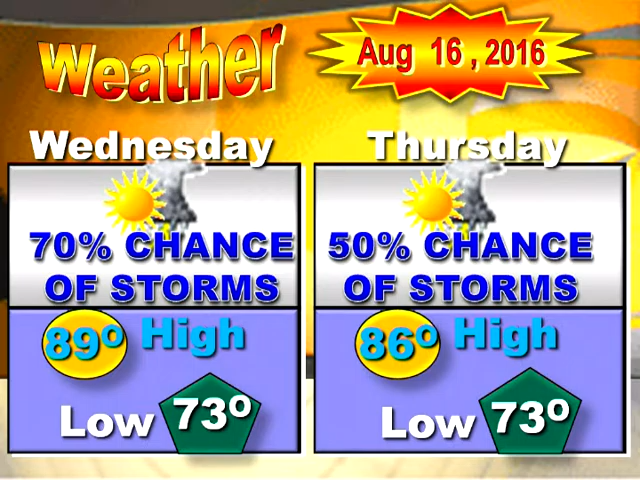 Weather
Aug 16, 2016
Wednesday
70% CHANCE
OF STORMS
89º High
Low 73º
Thursday
50% CHANCE
OF STORMS
86º High
Low 73º